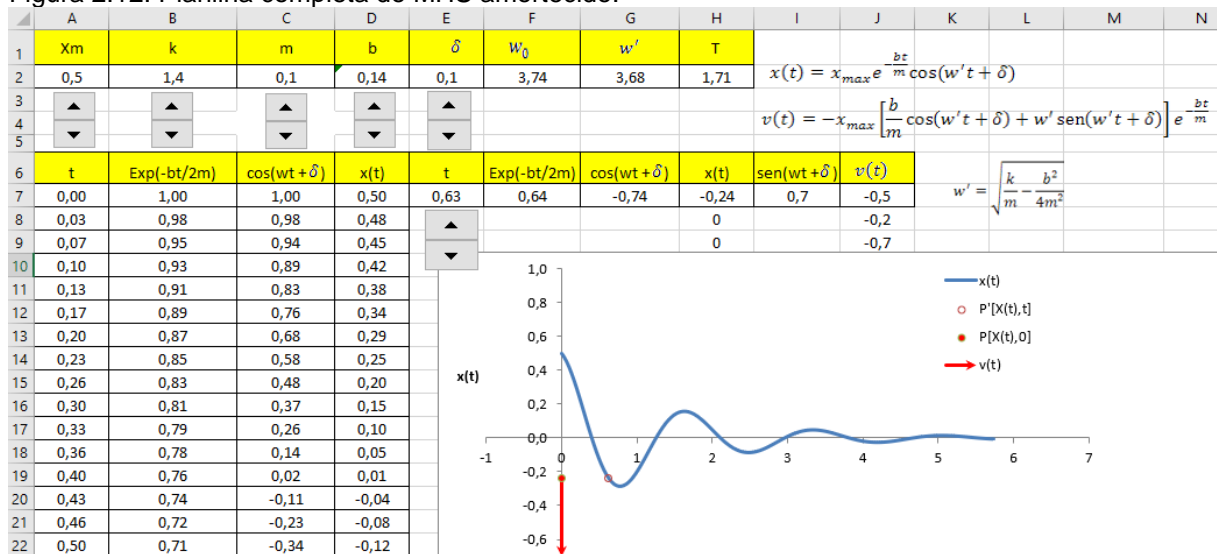 Figura 2.12. Planilha completa do MHS amortecido.
A B C D E F G H I J K L M N
1 Xm k m b δ W₀ w' T
2 0,5 1,4 0,1 0,14 0,1 3,74 3,68 1,71
x(t) = x_max e^(-bt/m) cos(w't + δ)
3
4
v(t) = -x_max [b/m cos(w't + δ) + w' sen(w't + δ)] e^(-bt/m)
5
6 t Exp(-bt/2m) cos(wt + δ) x(t) t Exp(-bt/2m) cos(wt + δ) x(t) sen(wt + δ) v(t)
w' = √(k/m - b²/4m²)
7 0,00 1,00 1,00 0,50 0,63 0,64 -0,74 -0,24 0,7 -0,5
8 0,03 0,98 0,98 0,48 0 -0,2
9 0,07 0,95 0,94 0,45 0 -0,7
10 0,10 0,93 0,89 0,42
11 0,13 0,91 0,83 0,38
12 0,17 0,89 0,76 0,34
13 0,20 0,87 0,68 0,29
14 0,23 0,85 0,58 0,25
15 0,26 0,83 0,48 0,20
16 0,30 0,81 0,37 0,15
17 0,33 0,79 0,26 0,10
18 0,36 0,78 0,14 0,05
19 0,40 0,76 0,02 0,01
20 0,43 0,74 -0,11 -0,04
21 0,46 0,72 -0,23 -0,08
22 0,50 0,71 -0,34 -0,12
x(t)
1,0
0,8
0,6
0,4
0,2
0,0
-0,2
-0,4
-0,6
-1 0 1 2 3 4 5 6 7
x(t)
P'[X(t),t]
P[X(t),0]
v(t)